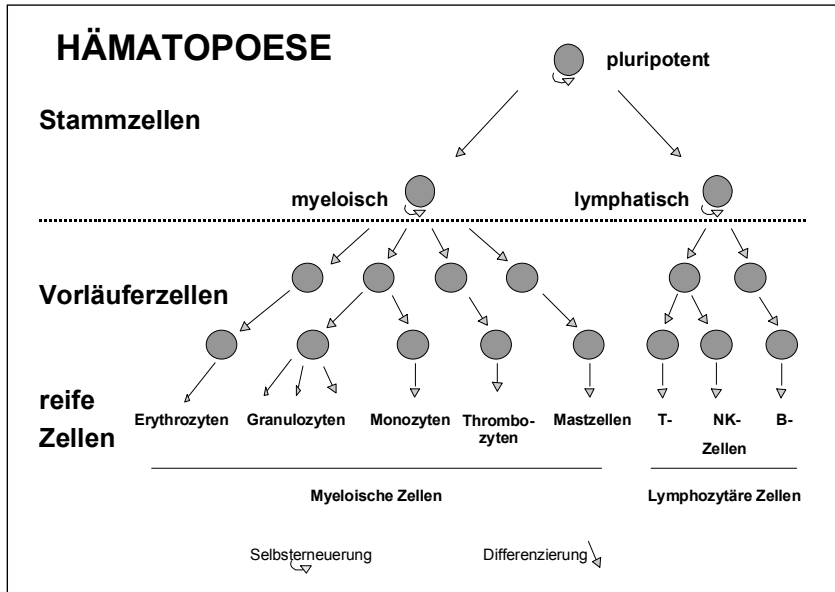 HÄMATOPOESE
pluripotent
Stammzellen
myeloisch
lymphatisch
Vorläuferzellen
reife
Zellen
Erythrozyten Granulozyten Monozyten Thrombo- Mastzellen T- NK- B-
zyten
Zellen
Myeloische Zellen Lymphozytäre Zellen
Selbsterneuerung Differenzierung